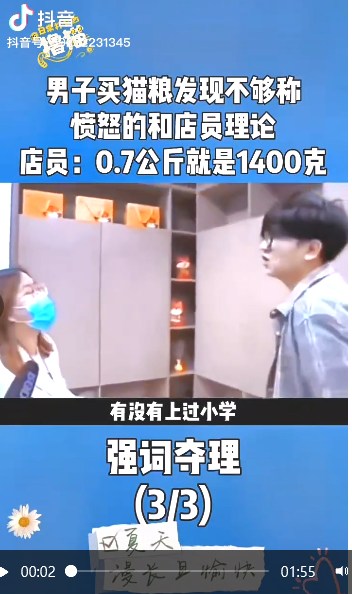 抖音
男子买猫粮发现不够称
愤怒的和店员理论
店员：0.7公斤就是1400克
有没有上过小学
强词夺理
(3/3)
夏天
漫长且愉快
00:02
01:55